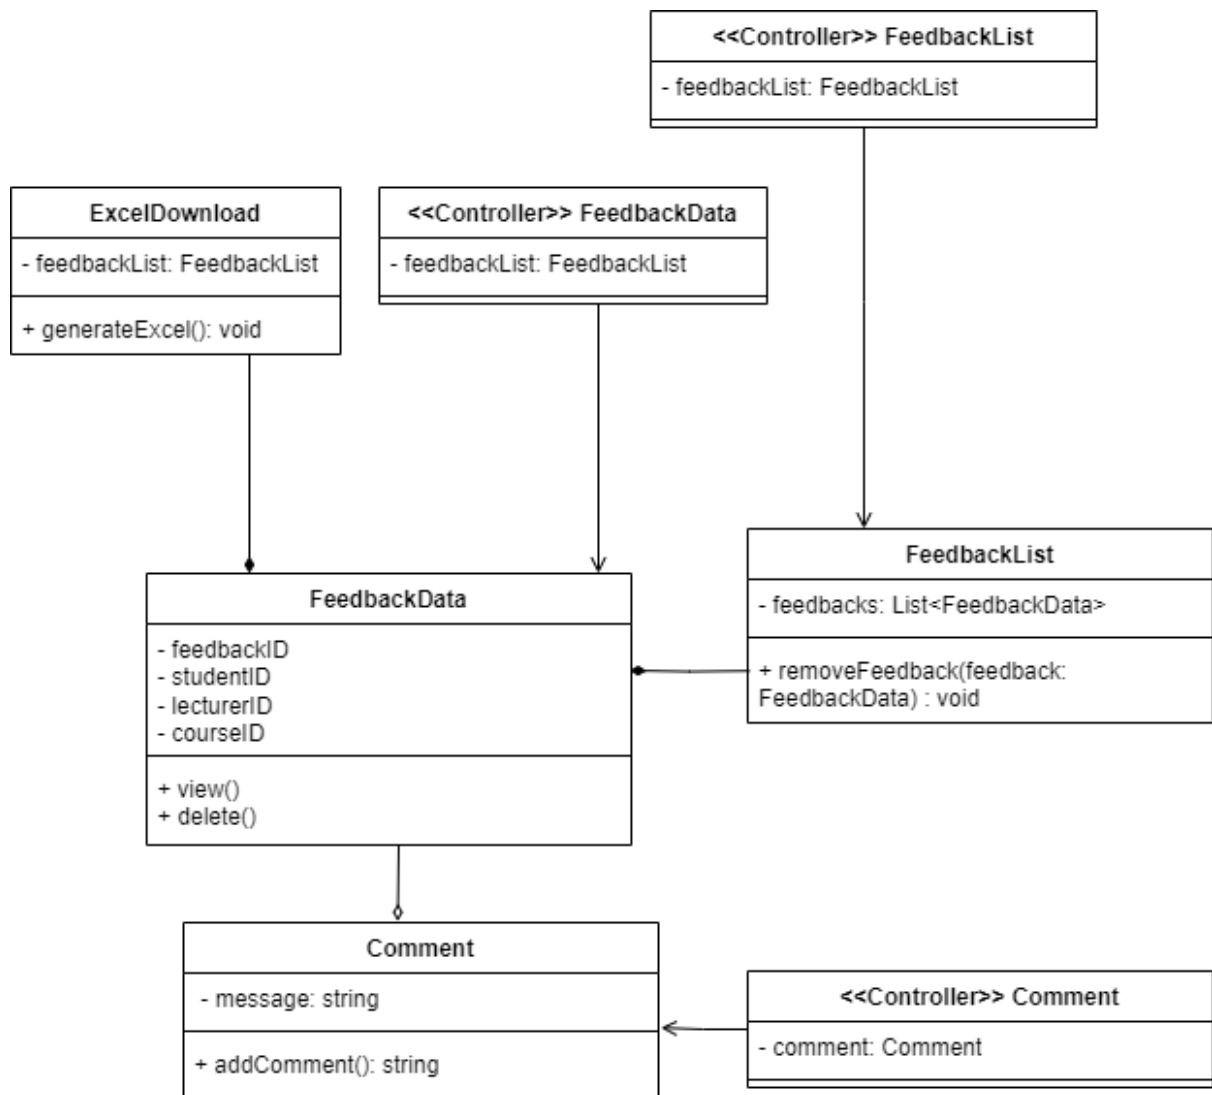 <<Controller>> FeedbackList
- feedbackList: FeedbackList
ExcelDownload
- feedbackList: FeedbackList
+ generateExcel(): void
<<Controller>> FeedbackData
- feedbackList: FeedbackList
FeedbackList
- feedbacks: List<FeedbackData>
+ removeFeedback(feedback:
FeedbackData) : void
FeedbackData
- feedbackID
- studentID
- lecturerID
- courseID
+ view()
+ delete()
Comment
- message: string
+ addComment(): string
<<Controller>> Comment
- comment: Comment